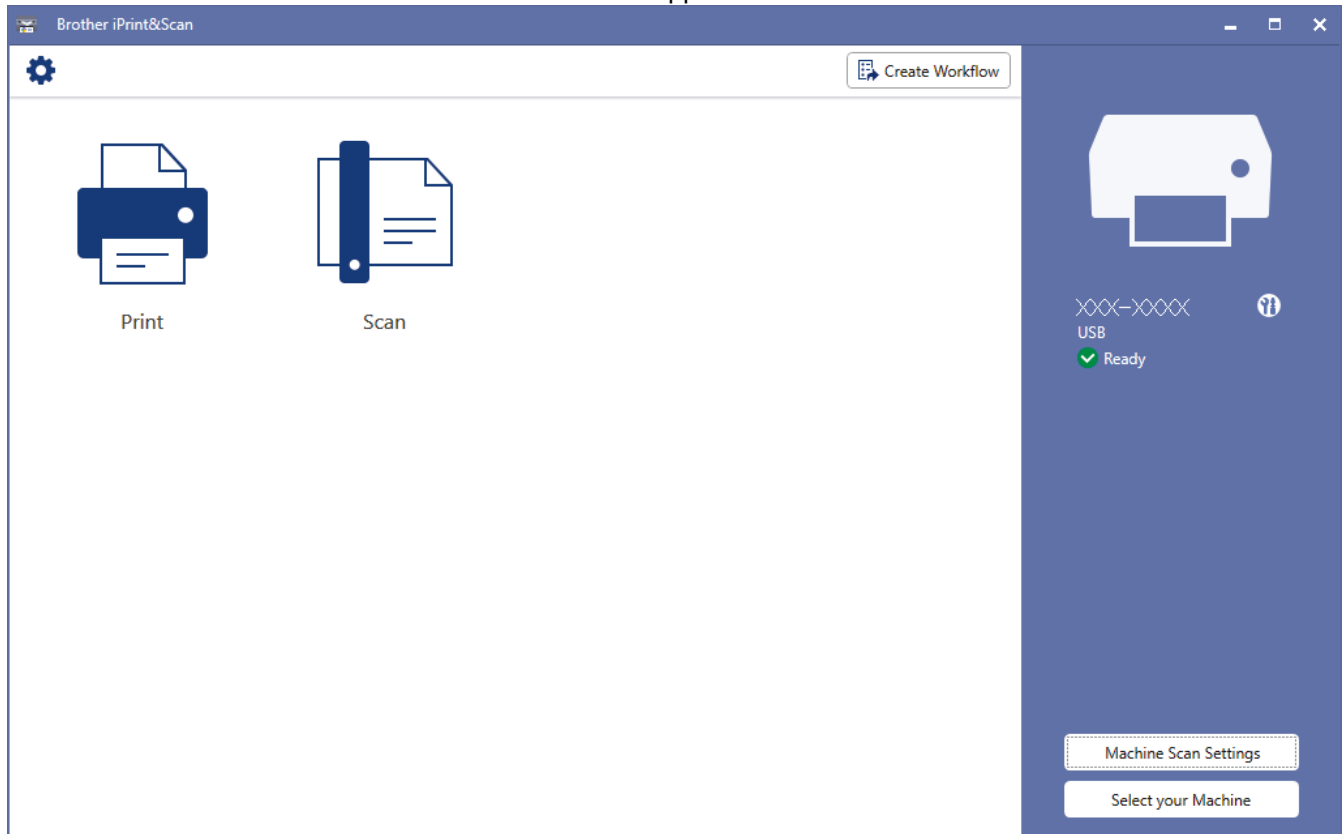 Brother iPrint&Scan
Create Workflow
Print
Scan
XXX-XXXX
USB
Ready
Machine Scan Settings
Select your Machine